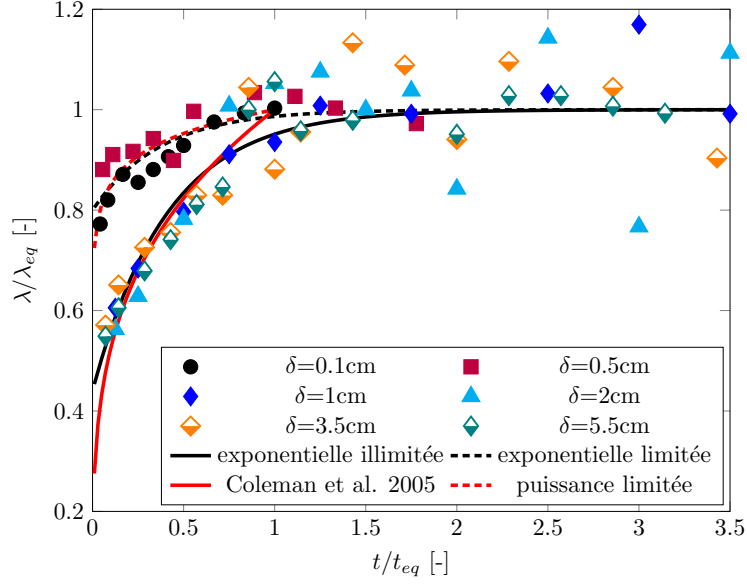 1.2
1
0.8
0.6
0.4
0.2
λ/λ_eq [-]
δ=0.1cm δ=0.5cm
δ=1cm δ=2cm
δ=3.5cm δ=5.5cm
exponentielle illimitée exponentielle limitée
Coleman et al. 2005 puissance limitée
0 0.5 1 1.5 2 2.5 3 3.5
t/t_eq [-]